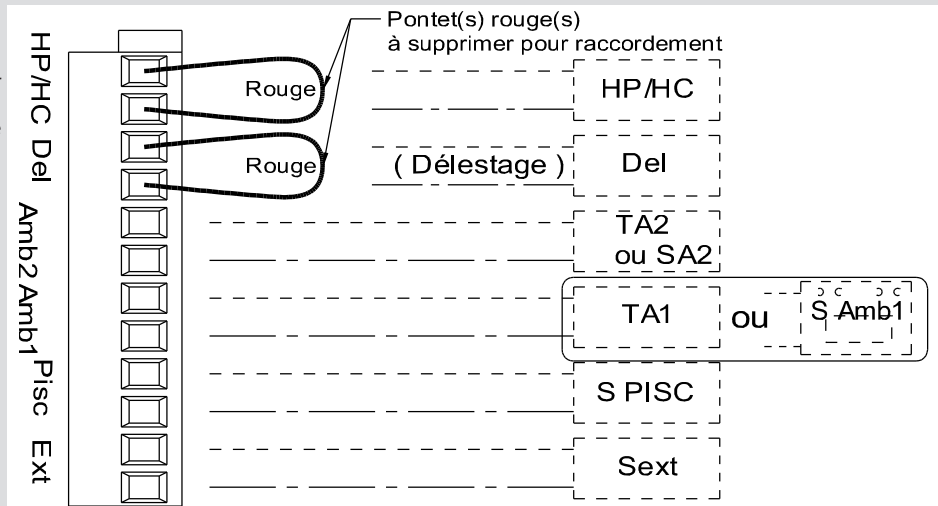 Pontet(s) rouge(s)
à supprimer pour raccordement
HP/HC
Del
Amb2
Amb1
Pisc
Ext
Rouge
Rouge
HP/HC
( Délestage )
Del
TA2
ou SA2
TA1
ou
S Amb1
S PISC
Sext